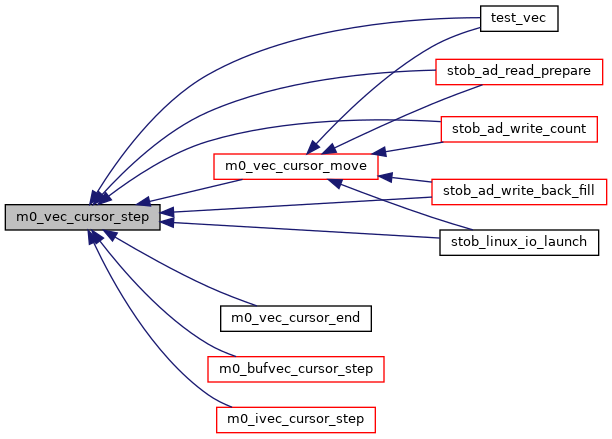 test_vec
stob_ad_read_prepare
stob_ad_write_count
m0_vec_cursor_move
stob_ad_write_back_fill
m0_vec_cursor_step
stob_linux_io_launch
m0_vec_cursor_end
m0_bufvec_cursor_step
m0_ivec_cursor_step